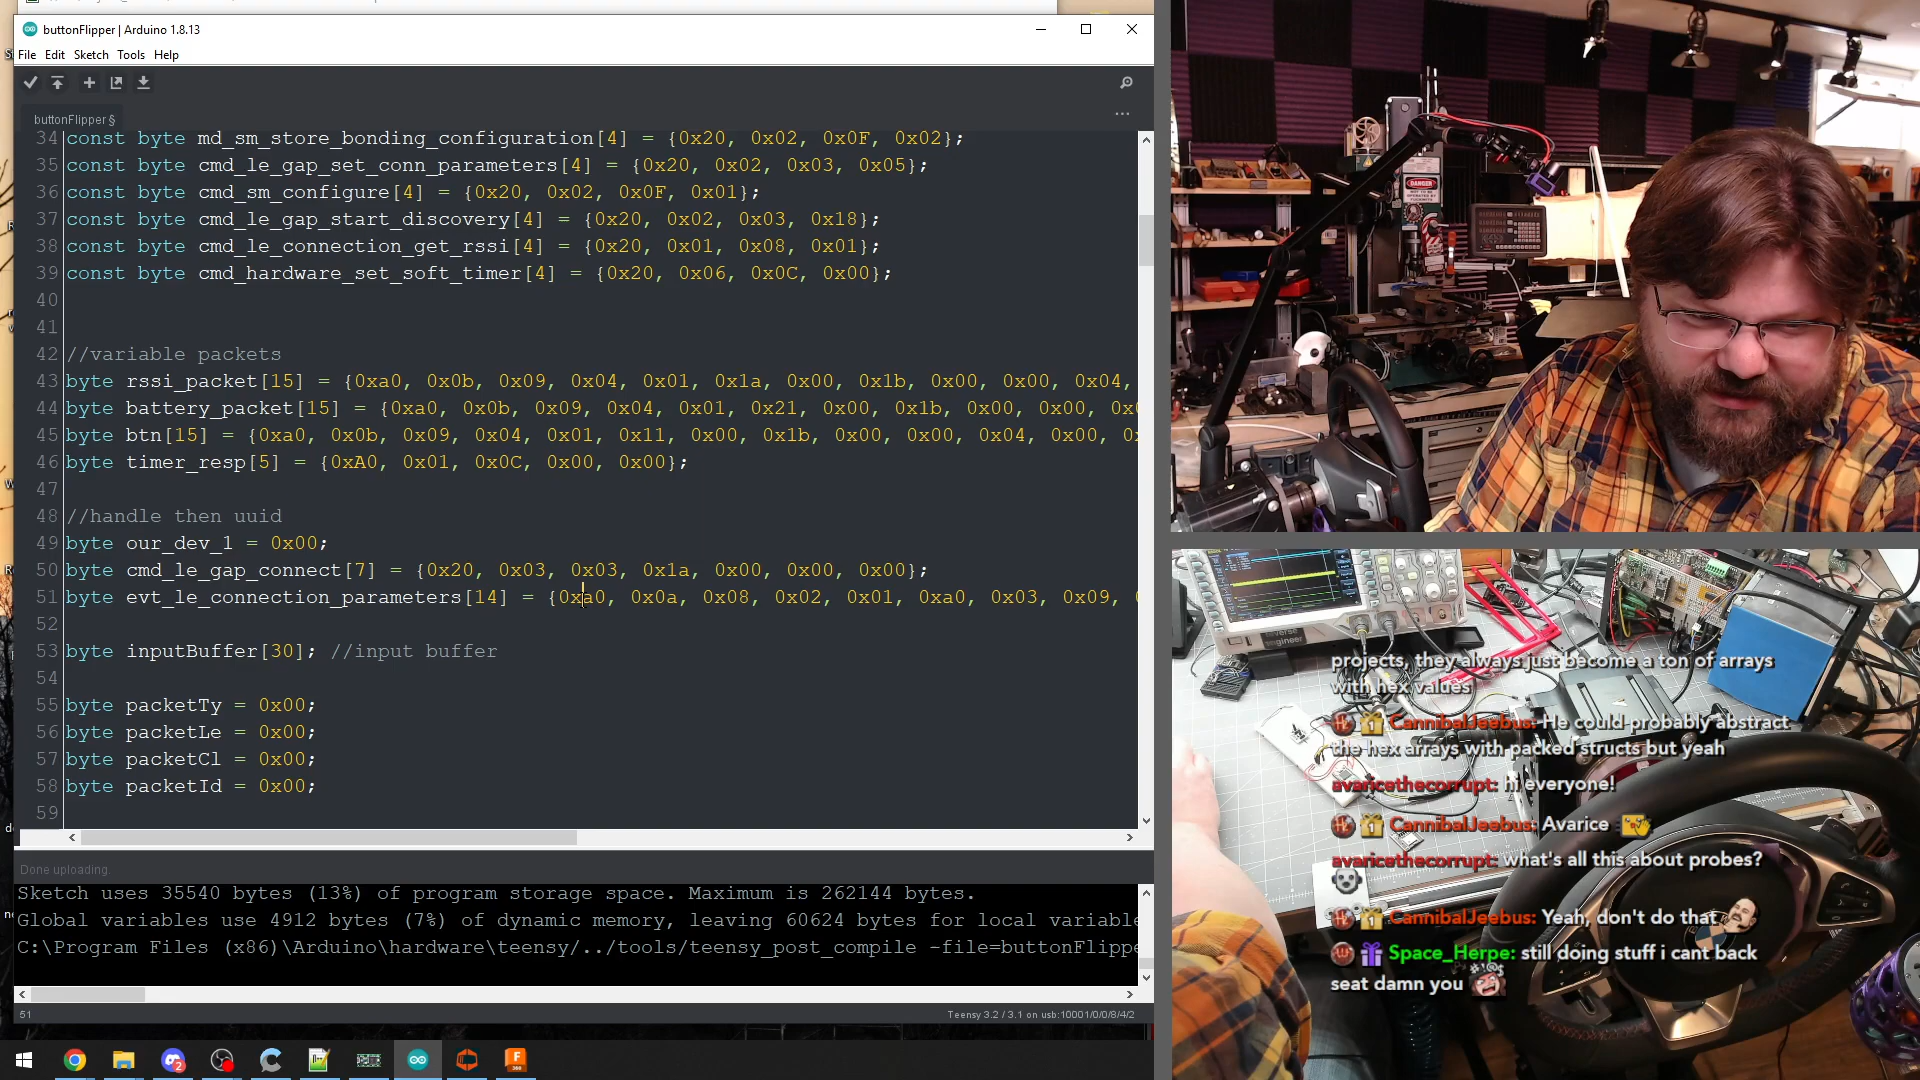 buttonFlipper | Arduino 1.8.13
File Edit Sketch Tools Help
buttonFlipper §
34 const byte md_sm_store_bonding_configuration[4] = {0x20, 0x02, 0x0F, 0x02};
35 const byte cmd_le_gap_set_conn_parameters[4] = {0x20, 0x02, 0x03, 0x05};
36 const byte cmd_sm_configure[4] = {0x20, 0x02, 0x0F, 0x01};
37 const byte cmd_le_gap_start_discovery[4] = {0x20, 0x02, 0x03, 0x18};
38 const byte cmd_le_connection_get_rssi[4] = {0x20, 0x01, 0x08, 0x01};
39 const byte cmd_hardware_set_soft_timer[4] = {0x20, 0x06, 0x0C, 0x00};
40
41
42 //variable packets
43 byte rssi_packet[15] = {0xa0, 0x0b, 0x09, 0x04, 0x01, 0x1a, 0x00, 0x1b, 0x00, 0x00, 0x04,
44 byte battery_packet[15] = {0xa0, 0x0b, 0x09, 0x04, 0x01, 0x21, 0x00, 0x1b, 0x00, 0x00,
45 byte btn[15] = {0xa0, 0x0b, 0x09, 0x04, 0x01, 0x11, 0x00, 0x1b, 0x00, 0x00, 0x04, 0x00,
46 byte timer_resp[5] = {0xA0, 0x01, 0x0C, 0x00, 0x00};
47
48 //handle then uuid
49 byte our_dev_1 = 0x00;
50 byte cmd_le_gap_connect[7] = {0x20, 0x03, 0x03, 0x1a, 0x00, 0x00, 0x00};
51 byte evt_le_connection_parameters[14] = {0xa0, 0x0a, 0x08, 0x02, 0x01, 0xa0, 0x03, 0x09,
52
53 byte inputBuffer[30]; //input buffer
54
55 byte packetTy = 0x00;
56 byte packetLe = 0x00;
57 byte packetCl = 0x00;
58 byte packetId = 0x00;
59
Done uploading.
Sketch uses 35540 bytes (13%) of program storage space. Maximum is 262144 bytes.
Global variables use 4912 bytes (7%) of dynamic memory, leaving 60624 bytes for local variable
C:\Program Files (x86)\Arduino\hardware\teensy/../tools/teensy_post_compile -file=buttonFlippe
51
Teensy 3.2 / 3.1 on usb:10001/0/0/8/4/2
DANGER
reverse
engineer
projects, they always just become a ton of arrays
with hex values
CannibalJeebus: He could probably abstract
the hex arrays with packed structs but yeah
avaricethecorrupt: hi everyone!
CannibalJeebus: Avarice
avaricethecorrupt: what's all this about probes?
CannibalJeebus: Yeah, don't do that
Space_Herpe: still doing stuff i cant back
seat damn you